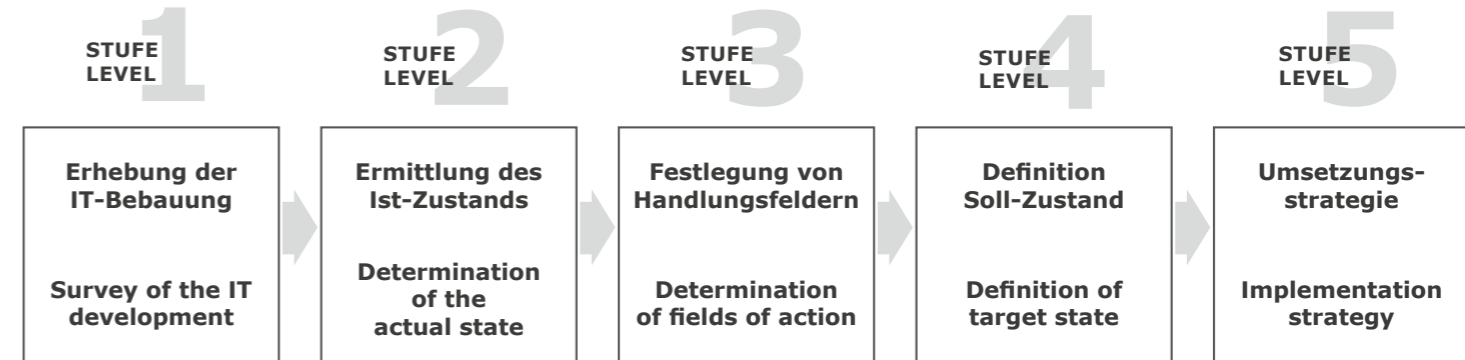 STUFE
LEVEL
1
STUFE
LEVEL
2
STUFE
LEVEL
3
STUFE
LEVEL
4
STUFE
LEVEL
5
Erhebung der
IT-Bebauung
Survey of the IT
development
Ermittlung des
Ist-Zustands
Determination
of the
actual state
Festlegung von
Handlungsfeldern
Determination
of fields of action
Definition
Soll-Zustand
Definition of
target state
Umsetzungs-
strategie
Implementation
strategy